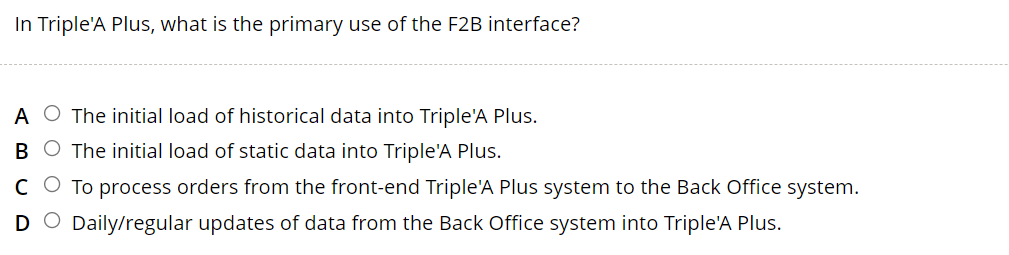 In Triple'A Plus, what is the primary use of the F2B interface?
A The initial load of historical data into Triple'A Plus.
B The initial load of static data into Triple'A Plus.
C To process orders from the front-end Triple'A Plus system to the Back Office system.
D Daily/regular updates of data from the Back Office system into Triple'A Plus.